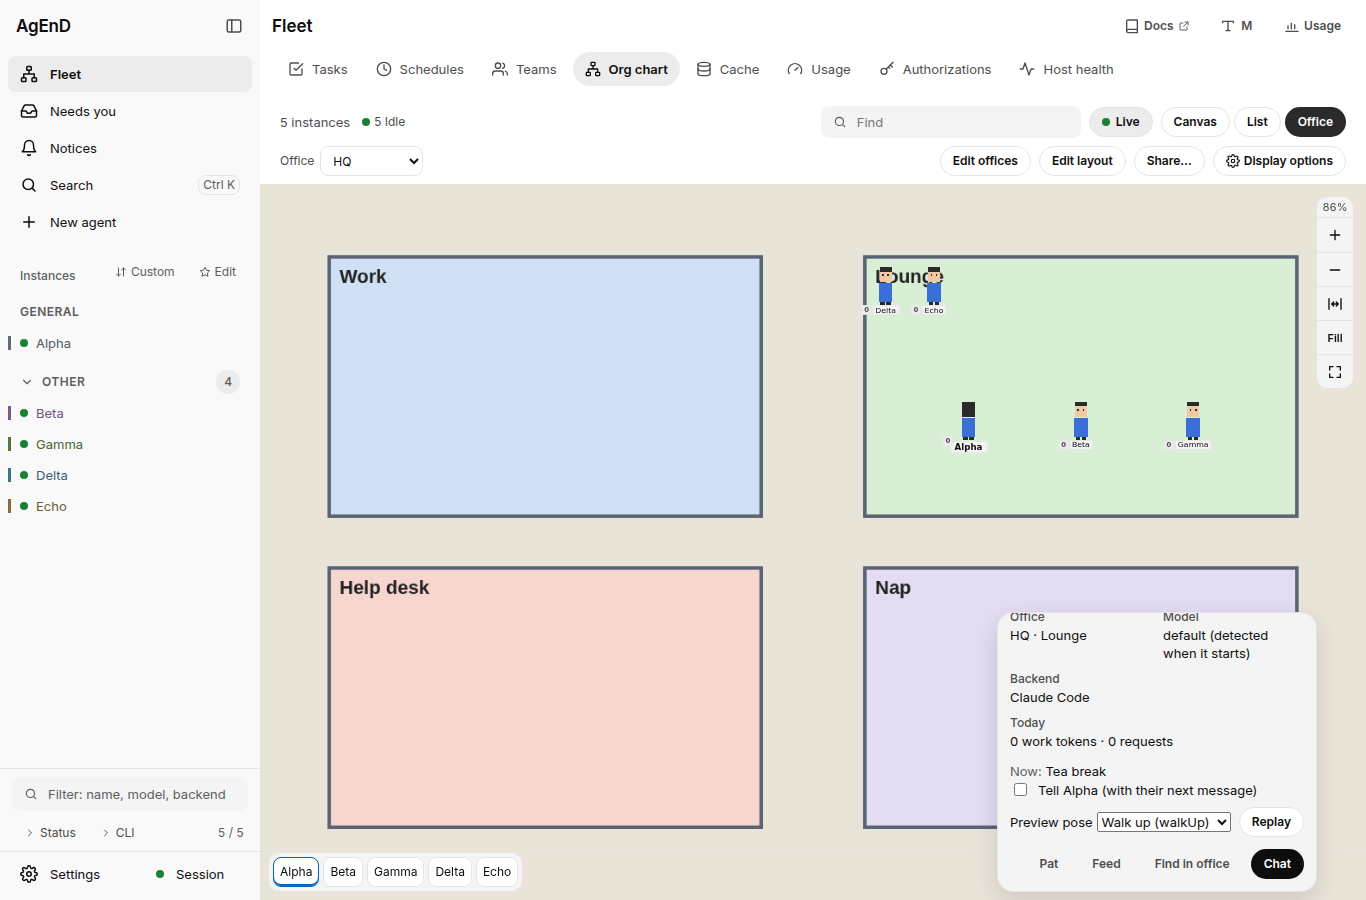 AgEnD
Fleet
Needs you
Notices
Search
Ctrl K
New agent
Instances
Custom
Edit
GENERAL
Alpha
OTHER
4
Beta
Gamma
Delta
Echo
Filter: name, model, backend
Status
CLI
5 / 5
Settings
Session
Fleet
Docs
M
Usage
Tasks
Schedules
Teams
Org chart
Cache
Usage
Authorizations
Host health
5 instances
5 Idle
Find
Live
Canvas
List
Office
Office
HQ
Edit offices
Edit layout
Share...
Display options
86%
Fill
Work
Lounge
0 Delta
0 Echo
0 Alpha
0 Beta
0 Gamma
Help desk
Nap
Office
HQ · Lounge
Model
default (detected
when it starts)
Backend
Claude Code
Today
0 work tokens · 0 requests
Now: Tea break
Tell Alpha (with their next message)
Preview pose
Walk up (walkUp)
Replay
Pat
Feed
Find in office
Chat
Alpha
Beta
Gamma
Delta
Echo